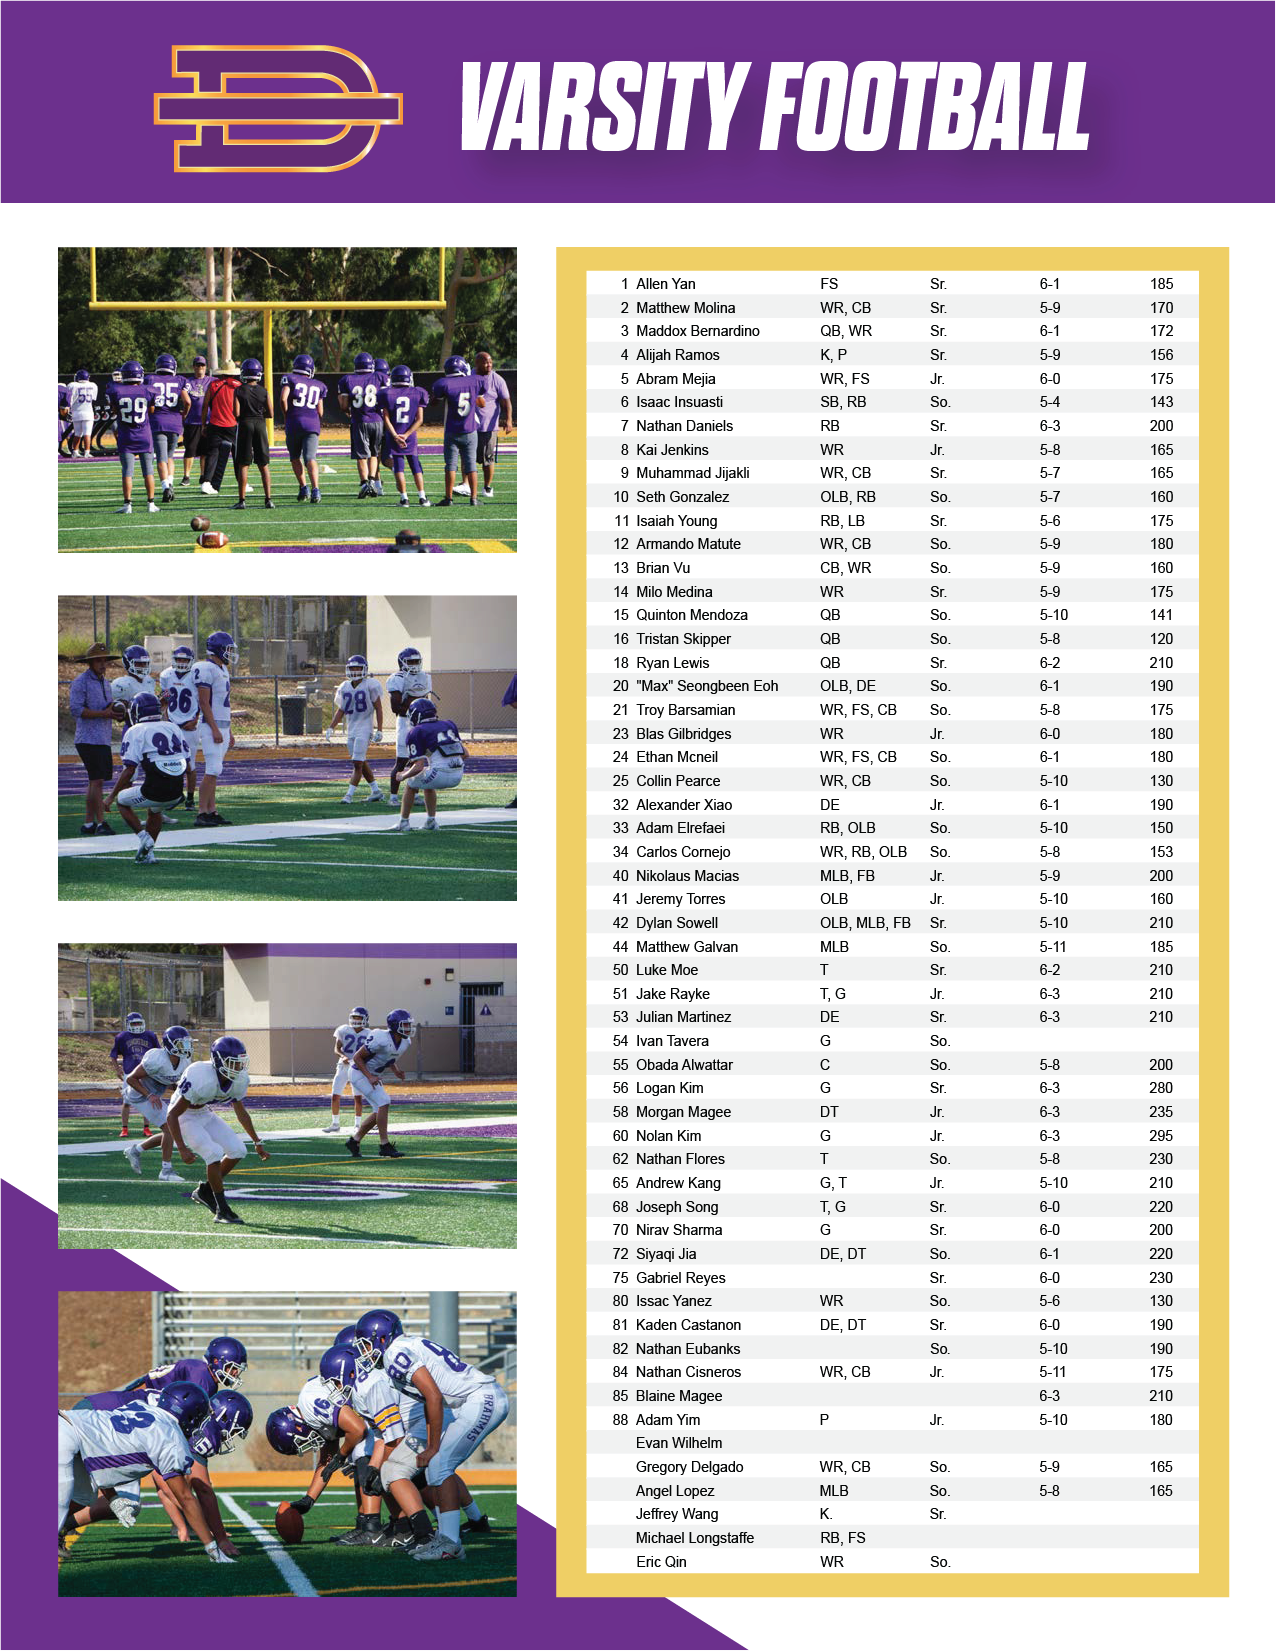 D
VARSITY FOOTBALL
1 Allen Yan FS Sr. 6-1 185
2 Matthew Molina WR, CB Sr. 5-9 170
3 Maddox Bernardino QB, WR Sr. 6-1 172
4 Alijah Ramos K, P Sr. 5-9 156
5 Abram Mejia WR, FS Jr. 6-0 175
6 Isaac Insuasti SB, RB So. 5-4 143
7 Nathan Daniels RB Sr. 6-3 200
8 Kai Jenkins WR Jr. 5-8 165
9 Muhammad Jijakli WR, CB Sr. 5-7 165
10 Seth Gonzalez OLB, RB So. 5-7 160
11 Isaiah Young RB, LB Sr. 5-6 175
12 Armando Matute WR, CB So. 5-9 180
13 Brian Vu CB, WR So. 5-9 160
14 Milo Medina WR Sr. 5-9 175
15 Quinton Mendoza QB So. 5-10 141
16 Tristan Skipper QB So. 5-8 120
18 Ryan Lewis QB Sr. 6-2 210
20 "Max" Seongbeen Eoh OLB, DE So. 6-1 190
21 Troy Barsamian WR, FS, CB So. 5-8 175
23 Blas Gilbridges WR Jr. 6-0 180
24 Ethan Mcneil WR, FS, CB So. 6-1 180
25 Collin Pearce WR, CB So. 5-10 130
32 Alexander Xiao DE Jr. 6-1 190
33 Adam Elrefaei RB, OLB So. 5-10 150
34 Carlos Cornejo WR, RB, OLB So. 5-8 153
40 Nikolaus Macias MLB, FB Jr. 5-9 200
41 Jeremy Torres OLB Jr. 5-10 160
42 Dylan Sowell OLB, MLB, FB Sr. 5-10 210
44 Matthew Galvan MLB So. 5-11 185
50 Luke Moe T Sr. 6-2 210
51 Jake Rayke T, G Jr. 6-3 210
53 Julian Martinez DE Sr. 6-3 210
54 Ivan Tavera G So.
55 Obada Alwattar C So. 5-8 200
56 Logan Kim G Sr. 6-3 280
58 Morgan Magee DT Jr. 6-3 235
60 Nolan Kim G Jr. 6-3 295
62 Nathan Flores T So. 5-8 230
65 Andrew Kang G, T Jr. 5-10 210
68 Joseph Song T, G Sr. 6-0 220
70 Nirav Sharma G Sr. 6-0 200
72 Siyaqi Jia DE, DT So. 6-1 220
75 Gabriel Reyes Sr. 6-0 230
80 Issac Yanez WR So. 5-6 130
81 Kaden Castanon DE, DT Sr. 6-0 190
82 Nathan Eubanks So. 5-10 190
84 Nathan Cisneros WR, CB Jr. 5-11 175
85 Blaine Magee 6-3 210
88 Adam Yim P Jr. 5-10 180
Evan Wilhelm
Gregory Delgado WR, CB So. 5-9 165
Angel Lopez MLB So. 5-8 165
Jeffrey Wang K. Sr.
Michael Longstaffe RB, FS
Eric Qin WR So.
55
29
35
30
38
2
5
86
2
28
26
80
BRAHMAS